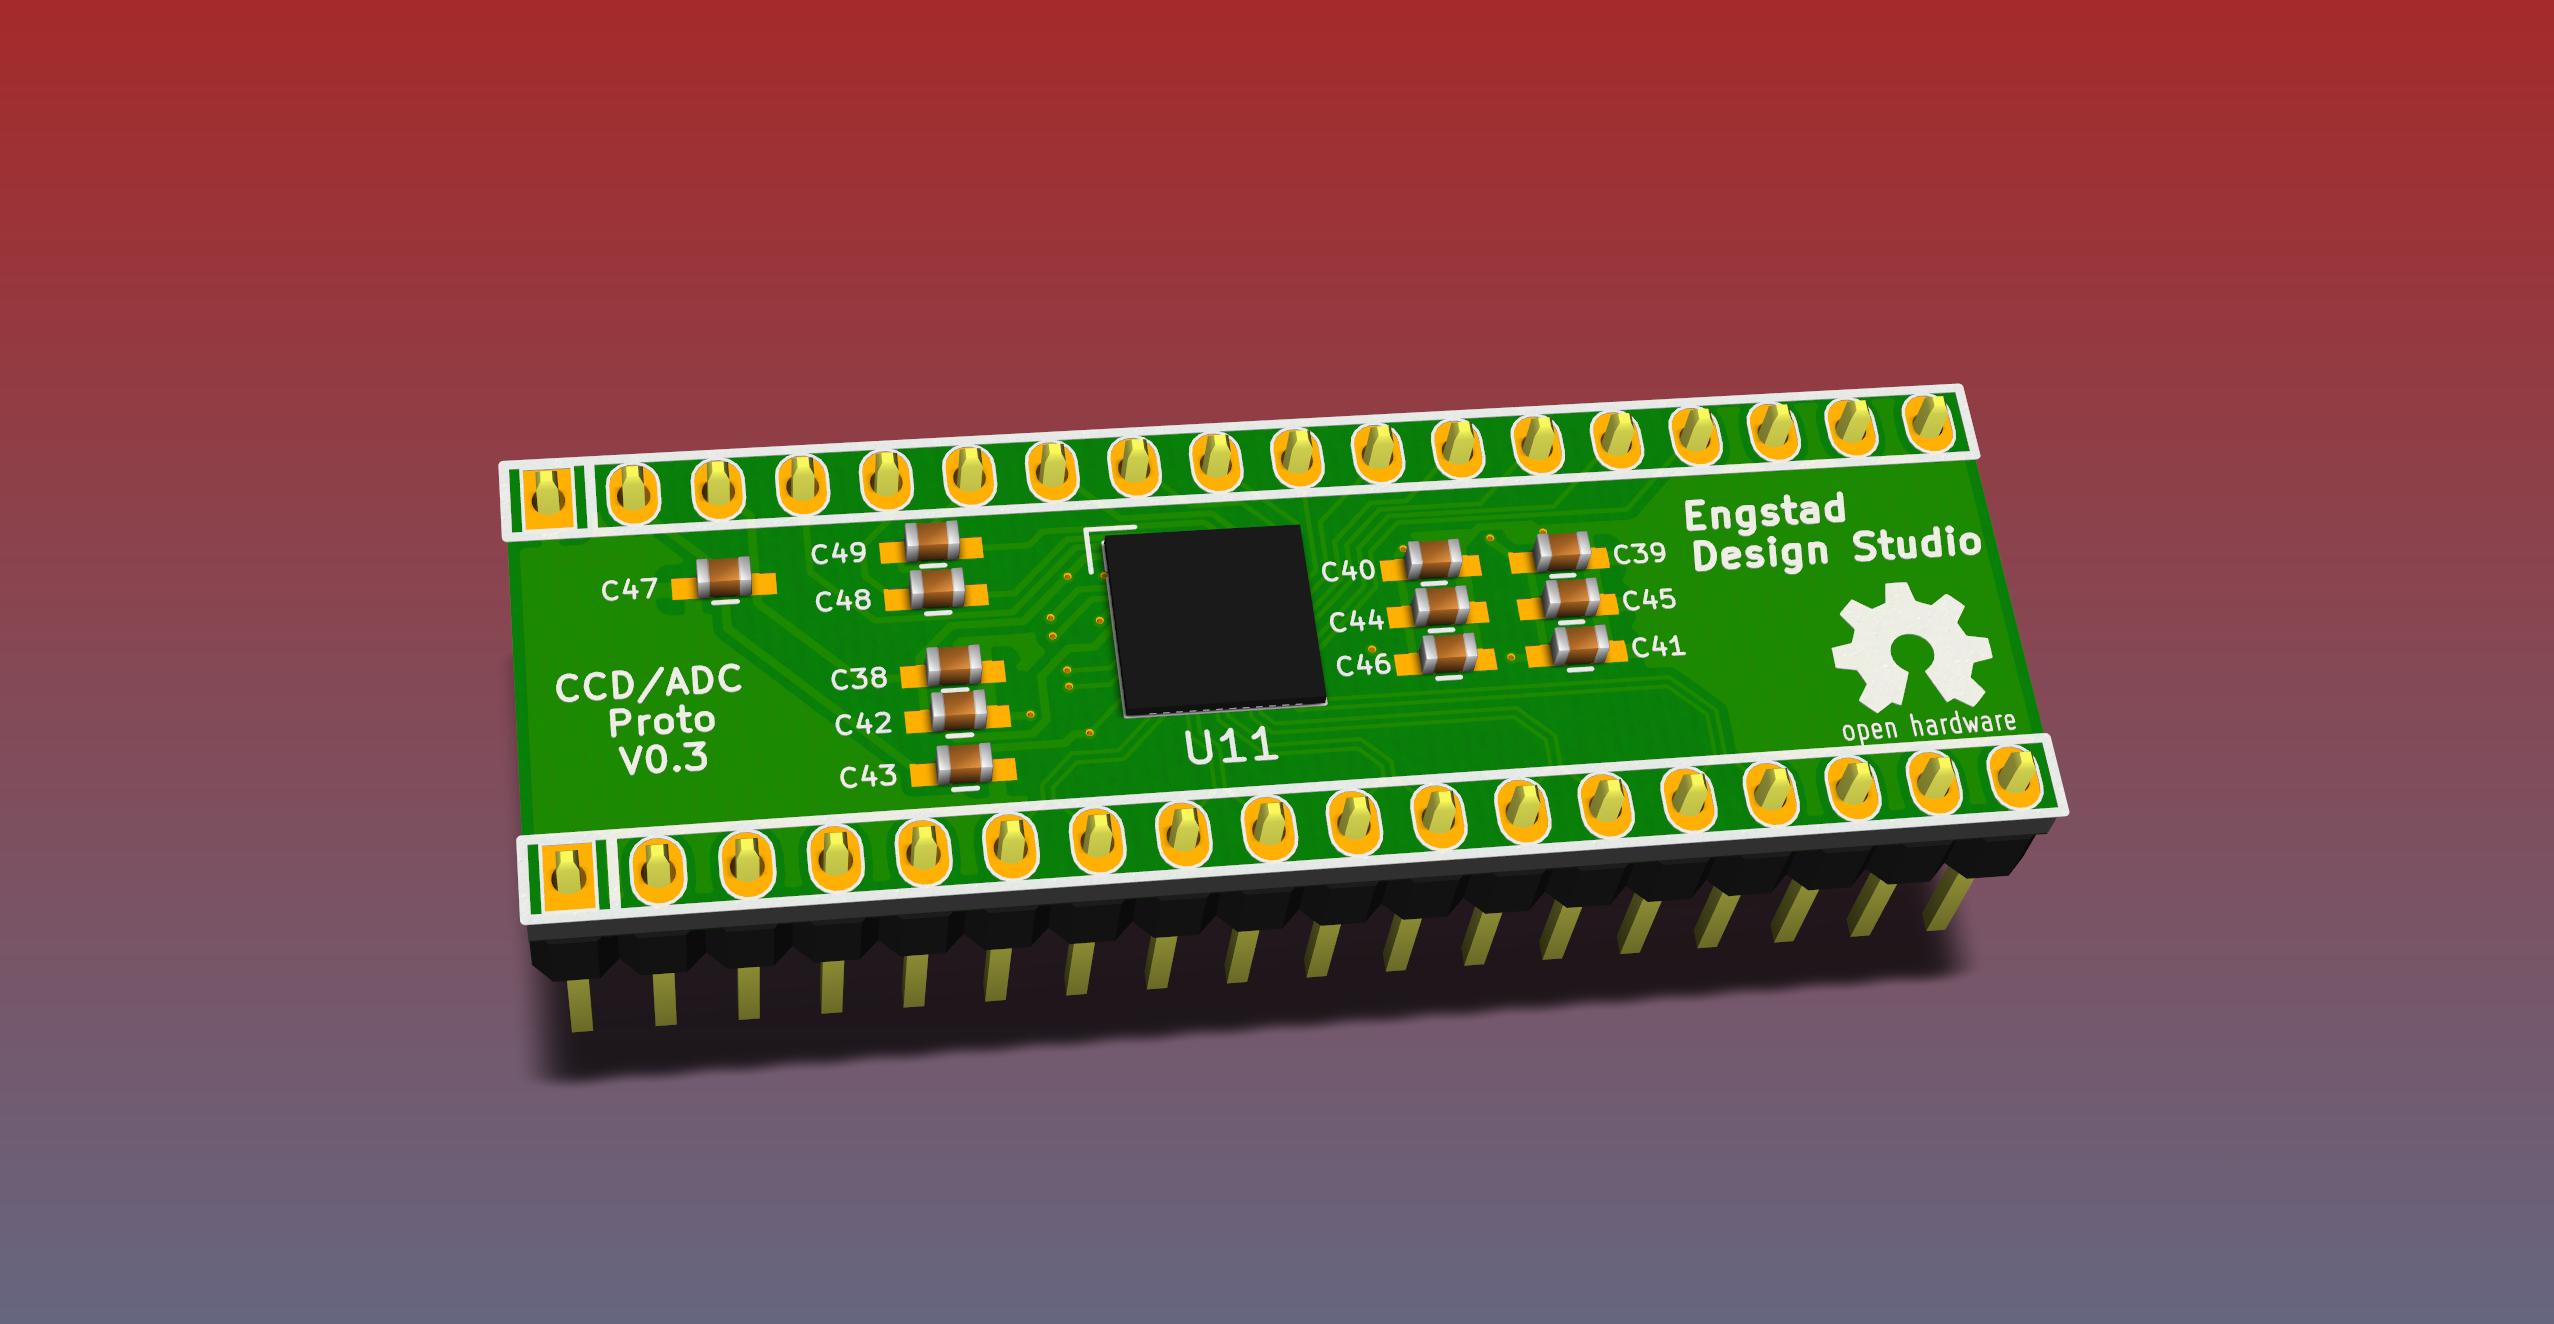 C49
C47
C48
C38
C42
C43
CCD/ADC
Proto
V0.3
U11
C40
C39
C44
C45
C46
C41
Engstad
Design Studio
open hardware